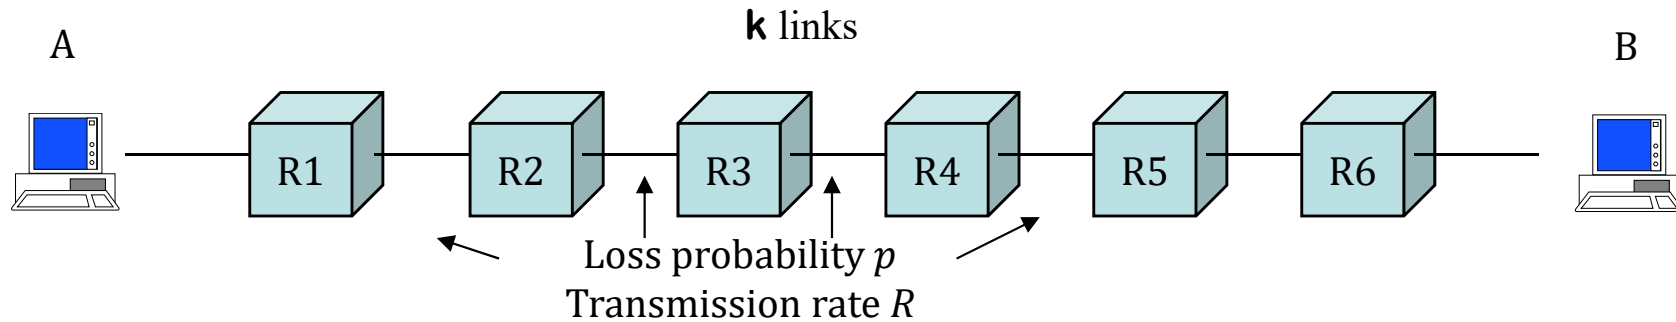 k links
A
B
R1 R2 R3 R4 R5 R6
Loss probability p
Transmission rate R